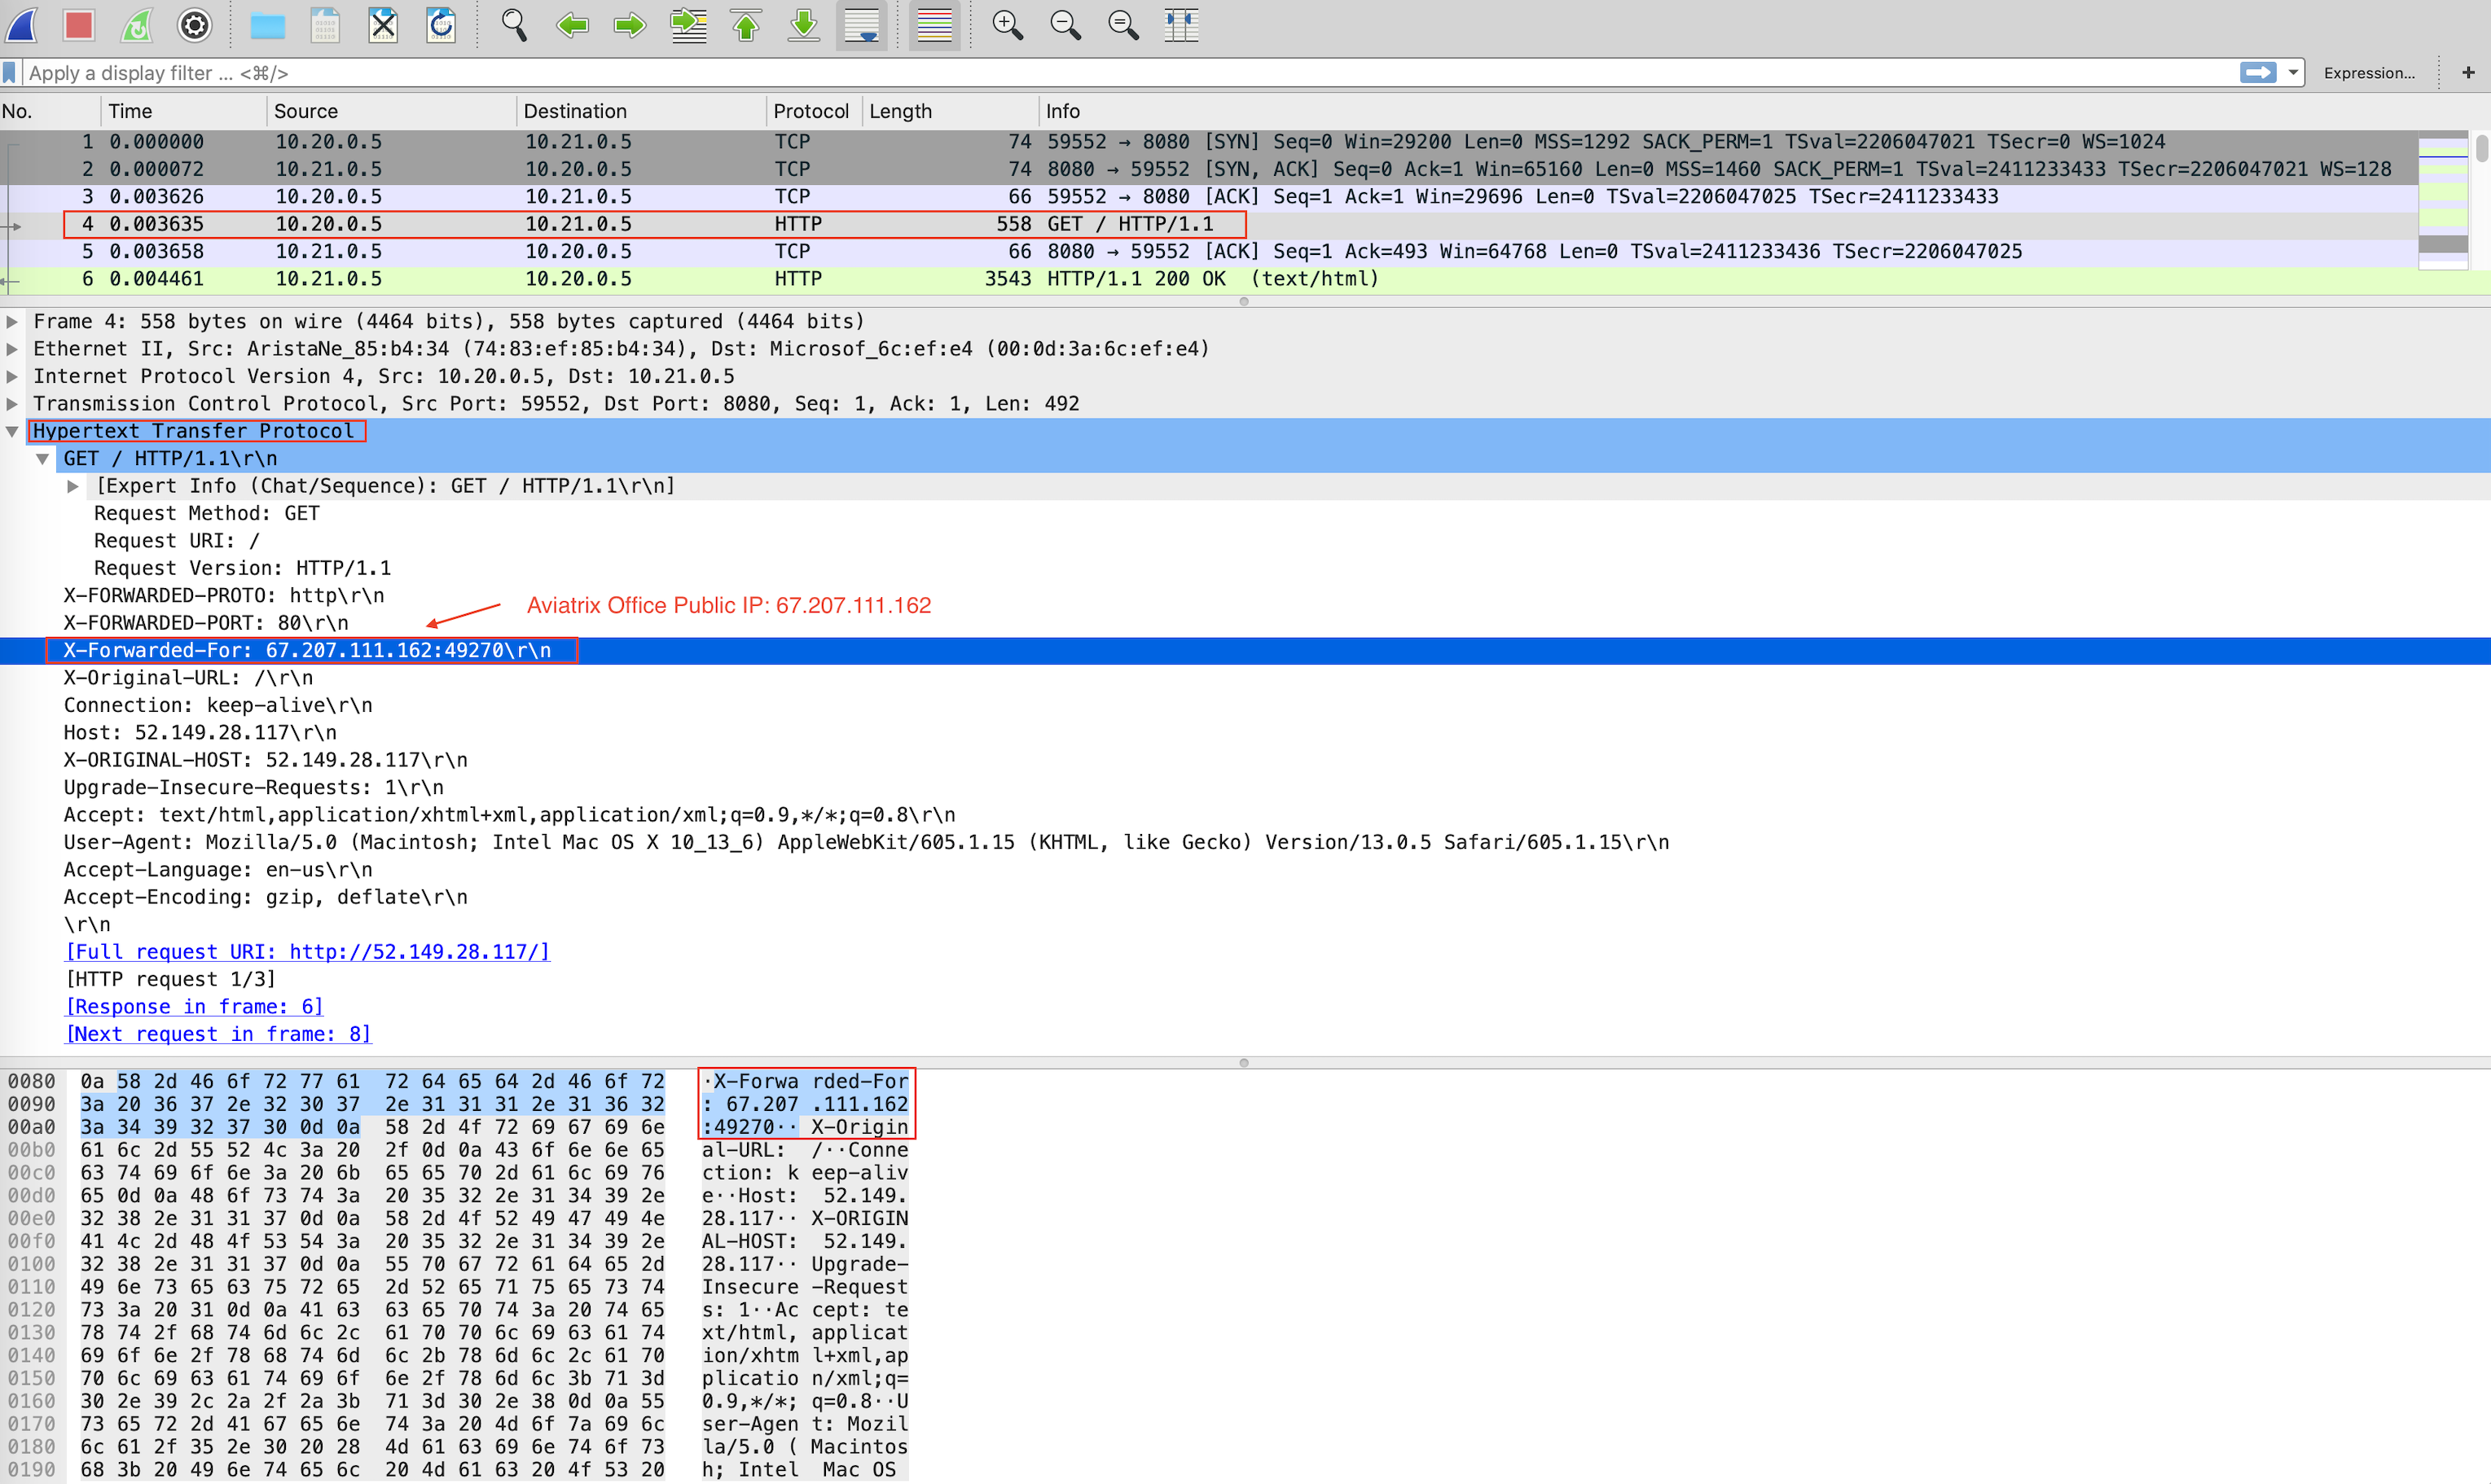 Apply a display filter ... <⌘/>
Expression... +
No. Time Source Destination Protocol Length Info
1 0.000000 10.20.0.5 10.21.0.5 TCP 74 59552 → 8080 [SYN] Seq=0 Win=29200 Len=0 MSS=1292 SACK_PERM=1 TSval=2206047021 TSecr=0 WS=1024
2 0.000072 10.21.0.5 10.20.0.5 TCP 74 8080 → 59552 [SYN, ACK] Seq=0 Ack=1 Win=65160 Len=0 MSS=1460 SACK_PERM=1 TSval=2411233433 TSecr=2206047021 WS=128
3 0.003626 10.20.0.5 10.21.0.5 TCP 66 59552 → 8080 [ACK] Seq=1 Ack=1 Win=29696 Len=0 TSval=2206047025 TSecr=2411233433
4 0.003635 10.20.0.5 10.21.0.5 HTTP 558 GET / HTTP/1.1
5 0.003658 10.21.0.5 10.20.0.5 TCP 66 8080 → 59552 [ACK] Seq=1 Ack=493 Win=64768 Len=0 TSval=2411233436 TSecr=2206047025
6 0.004461 10.21.0.5 10.20.0.5 HTTP 3543 HTTP/1.1 200 OK (text/html)
Frame 4: 558 bytes on wire (4464 bits), 558 bytes captured (4464 bits)
Ethernet II, Src: AristaNe_85:b4:34 (74:83:ef:85:b4:34), Dst: Microsof_6c:ef:e4 (00:0d:3a:6c:ef:e4)
Internet Protocol Version 4, Src: 10.20.0.5, Dst: 10.21.0.5
Transmission Control Protocol, Src Port: 59552, Dst Port: 8080, Seq: 1, Ack: 1, Len: 492
Hypertext Transfer Protocol
GET / HTTP/1.1\r\n
[Expert Info (Chat/Sequence): GET / HTTP/1.1\r\n]
Request Method: GET
Request URI: /
Request Version: HTTP/1.1
X-FORWARDED-PROTO: http\r\n
Aviatrix Office Public IP: 67.207.111.162
X-FORWARDED-PORT: 80\r\n
X-Forwarded-For: 67.207.111.162:49270\r\n
X-Original-URL: /\r\n
Connection: keep-alive\r\n
Host: 52.149.28.117\r\n
X-ORIGINAL-HOST: 52.149.28.117\r\n
Upgrade-Insecure-Requests: 1\r\n
Accept: text/html,application/xhtml+xml,application/xml;q=0.9,*/*;q=0.8\r\n
User-Agent: Mozilla/5.0 (Macintosh; Intel Mac OS X 10_13_6) AppleWebKit/605.1.15 (KHTML, like Gecko) Version/13.0.5 Safari/605.1.15\r\n
Accept-Language: en-us\r\n
Accept-Encoding: gzip, deflate\r\n
\r\n
[Full request URI: http://52.149.28.117/]
[HTTP request 1/3]
[Response in frame: 6]
[Next request in frame: 8]
0080 0a 58 2d 46 6f 72 77 61 72 64 65 64 2d 46 6f 72 ·X-Forwa rded-For
0090 3a 20 36 37 2e 32 30 37 2e 31 31 31 2e 31 36 32 : 67.207 .111.162
00a0 3a 34 39 32 37 30 0d 0a 58 2d 4f 72 69 67 69 6e :49270·· X-Origin
00b0 61 6c 2d 55 52 4c 3a 20 2f 0d 0a 43 6f 6e 6e 65 al-URL: /··Conne
00c0 63 74 69 6f 6e 3a 20 6b 65 65 70 2d 61 6c 69 76 ction: k eep-aliv
00d0 65 0d 0a 48 6f 73 74 3a 20 35 32 2e 31 34 39 2e e··Host: 52.149.
00e0 32 38 2e 31 31 37 0d 0a 58 2d 4f 52 49 47 49 4e 28.117·· X-ORIGIN
00f0 41 4c 2d 48 4f 53 54 3a 20 35 32 2e 31 34 39 2e AL-HOST: 52.149.
0100 32 38 2e 31 31 37 0d 0a 55 70 67 72 61 64 65 2d 28.117·· Upgrade-
0110 49 6e 73 65 63 75 72 65 2d 52 65 71 75 65 73 74 Insecure -Request
0120 73 3a 20 31 0d 0a 41 63 63 65 70 74 3a 20 74 65 s: 1··Ac cept: te
0130 78 74 2f 68 74 6d 6c 2c 61 70 70 6c 69 63 61 74 xt/html, applicat
0140 69 6f 6e 2f 78 68 74 6d 6c 2b 78 6d 6c 2c 61 70 ion/xhtm l+xml,ap
0150 70 6c 69 63 61 74 69 6f 6e 2f 78 6d 6c 3b 71 3d plicatio n/xml;q=
0160 30 2e 39 2c 2a 2f 2a 3b 71 3d 30 2e 38 0d 0a 55 0.9,*/*; q=0.8··U
0170 73 65 72 2d 41 67 65 6e 74 3a 20 4d 6f 7a 69 6c ser-Agen t: Mozil
0180 6c 61 2f 35 2e 30 20 28 4d 61 63 69 6e 74 6f 73 la/5.0 ( Macintos
0190 68 3b 20 49 6e 74 65 6c 20 4d 61 63 20 4f 53 20 h; Intel Mac OS